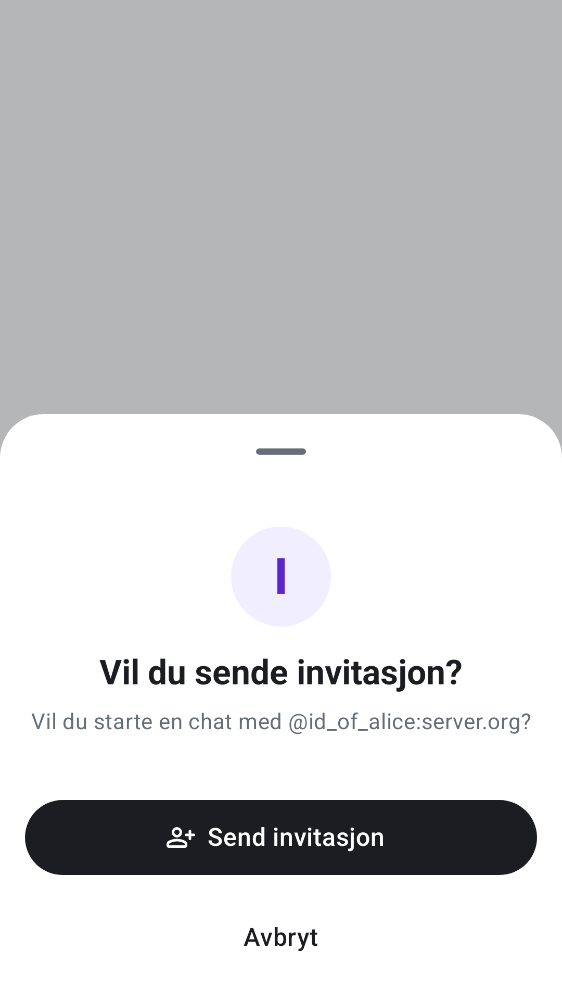 I
Vil du sende invitasjon?
Vil du starte en chat med @id_of_alice:server.org?
Send invitasjon
Avbryt